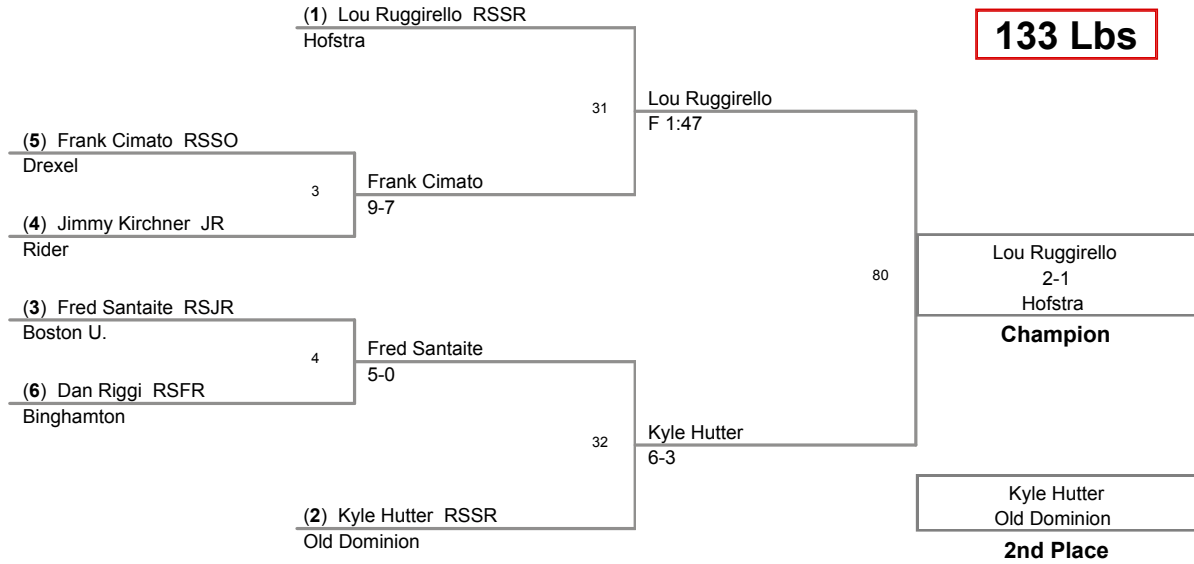 (1) Lou Ruggirello RSSR
Hofstra
133 Lbs
31
Lou Ruggirello
F 1:47
(5) Frank Cimato RSSO
Drexel
3
Frank Cimato
9-7
(4) Jimmy Kirchner JR
Rider
80
Lou Ruggirello
2-1
Hofstra
Champion
(3) Fred Santaite RSJR
Boston U.
4
Fred Santaite
5-0
(6) Dan Riggi RSFR
Binghamton
32
Kyle Hutter
6-3
(2) Kyle Hutter RSSR
Old Dominion
Kyle Hutter
Old Dominion
2nd Place